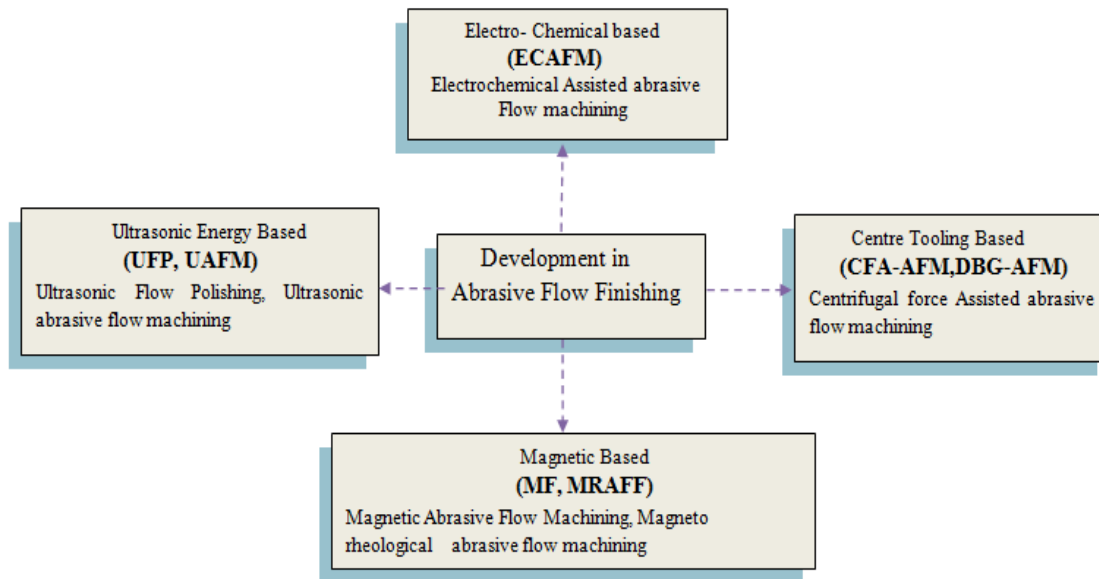 Electro- Chemical based
(ECAFM)
Electrochemical Assisted abrasive
Flow machining
Ultrasonic Energy Based
(UFP, UAFM)
Ultrasonic Flow Polishing, Ultrasonic
abrasive flow machining
Development in
Abrasive Flow Finishing
Centre Tooling Based
(CFA-AFM,DBG-AFM)
Centrifugal force Assisted abrasive
flow machining
Magnetic Based
(MF, MRAFF)
Magnetic Abrasive Flow Machining, Magneto
rheological abrasive flow machining